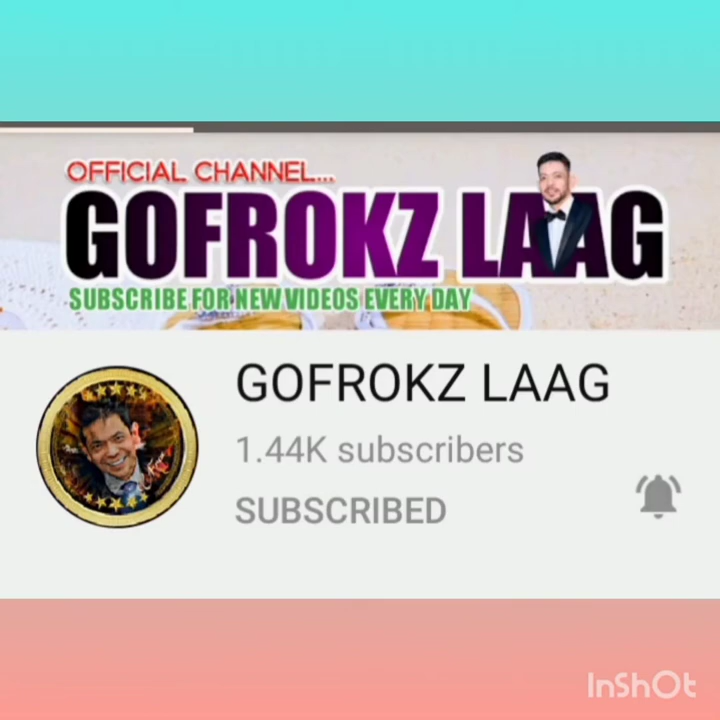 OFFICIAL CHANNEL...
GOFROKZ LAAG
SUBSCRIBE FOR NEW VIDEOS EVERY DAY
GOFROKZ LAAG
1.44K subscribers
SUBSCRIBED
InShOt